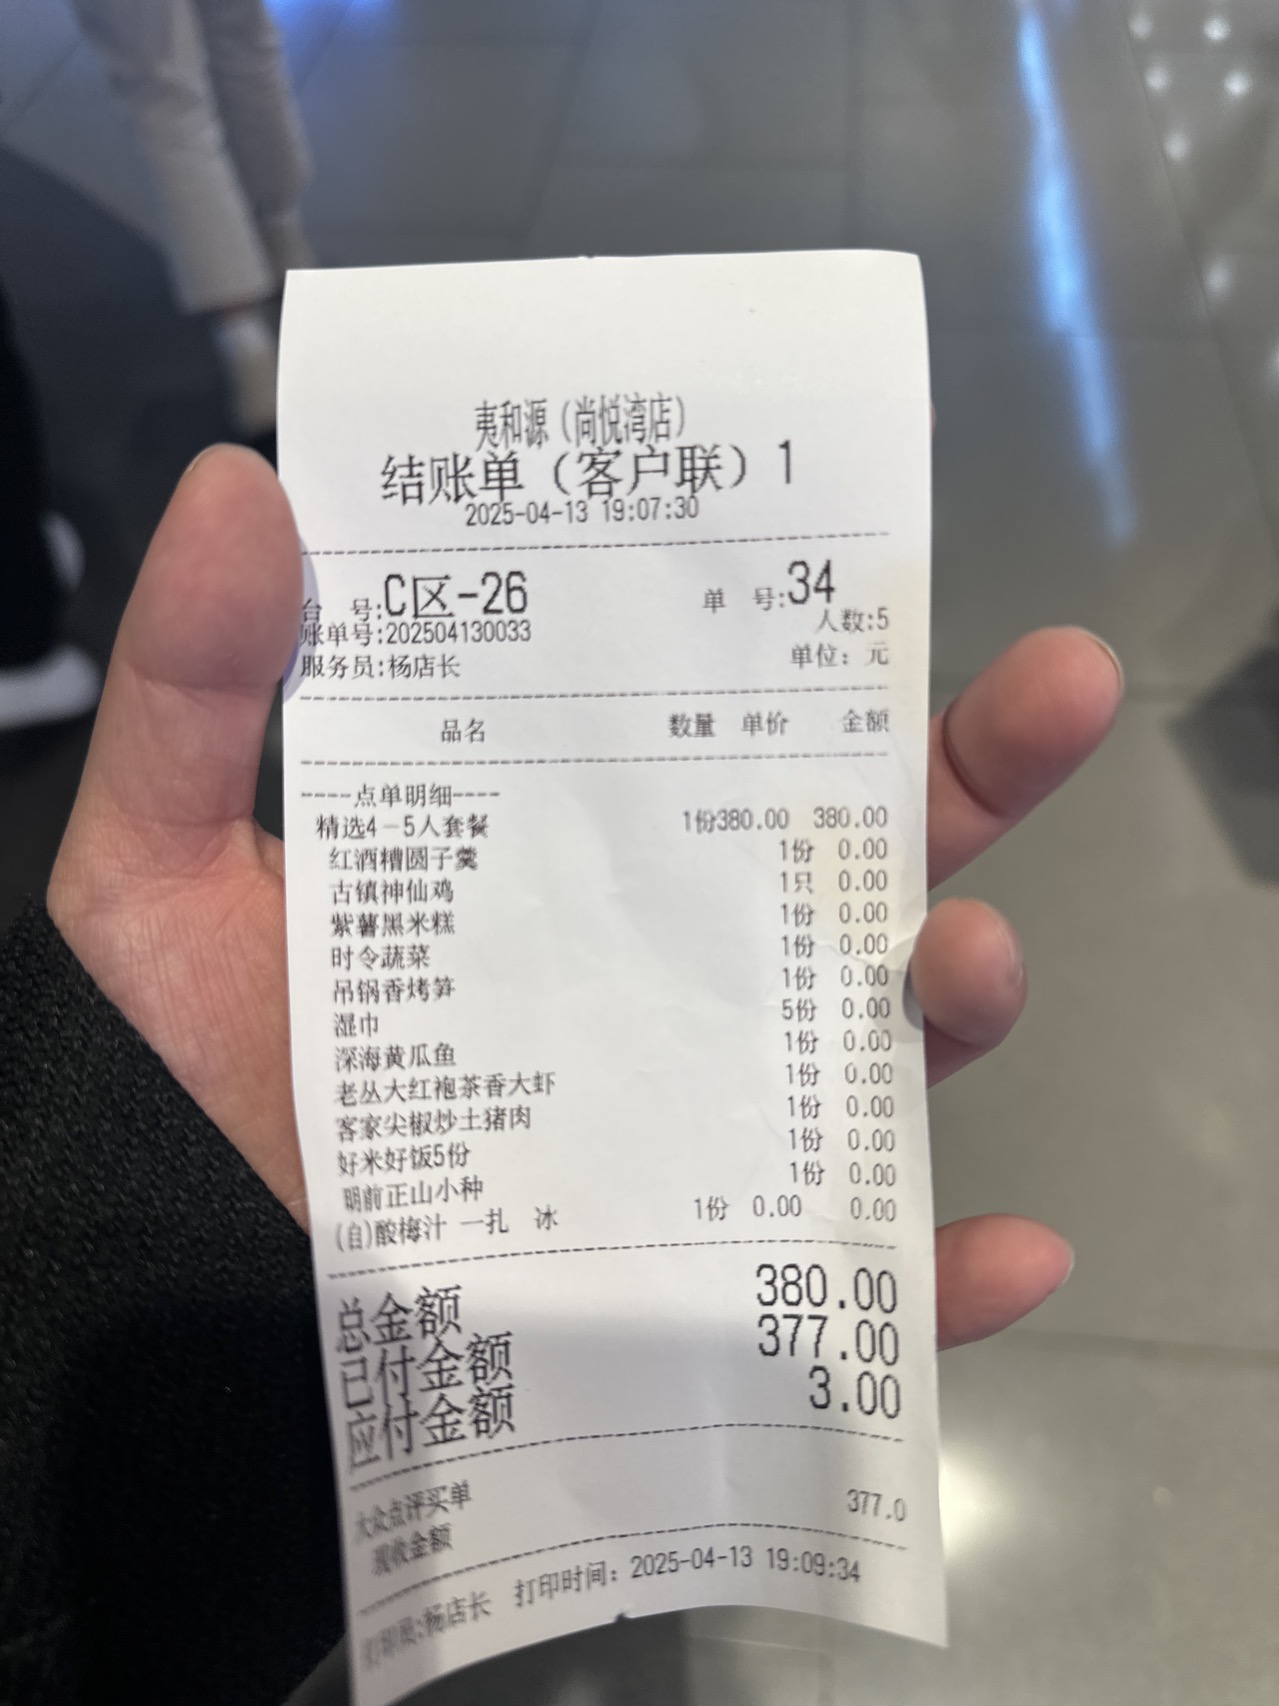 夷和源（尚悦湾店）
结账单（客户联）1
2025-04-13 19:07:30
台 号:C区-26 单 号:34
人数:5
账单号:202504130033
服务员:杨店长 单位：元
品名 数量 单价 金额
----点单明细----
精选4－5人套餐 1份380.00 380.00
红酒糟圆子羹 1份 0.00
古镇神仙鸡 1只 0.00
紫薯黑米糕 1份 0.00
时令蔬菜 1份 0.00
吊锅香烤笋 1份 0.00
湿巾 5份 0.00
深海黄瓜鱼 1份 0.00
老丛大红袍茶香大虾 1份 0.00
客家尖椒炒土猪肉 1份 0.00
好米好饭5份 1份 0.00
明前正山小种 1份 0.00
(自)酸梅汁 一扎 冰 1份 0.00 0.00
总金额 380.00
已付金额 377.00
应付金额 3.00
大众点评买单 377.0
现收金额
打印员:杨店长 打印时间：2025-04-13 19:09:34